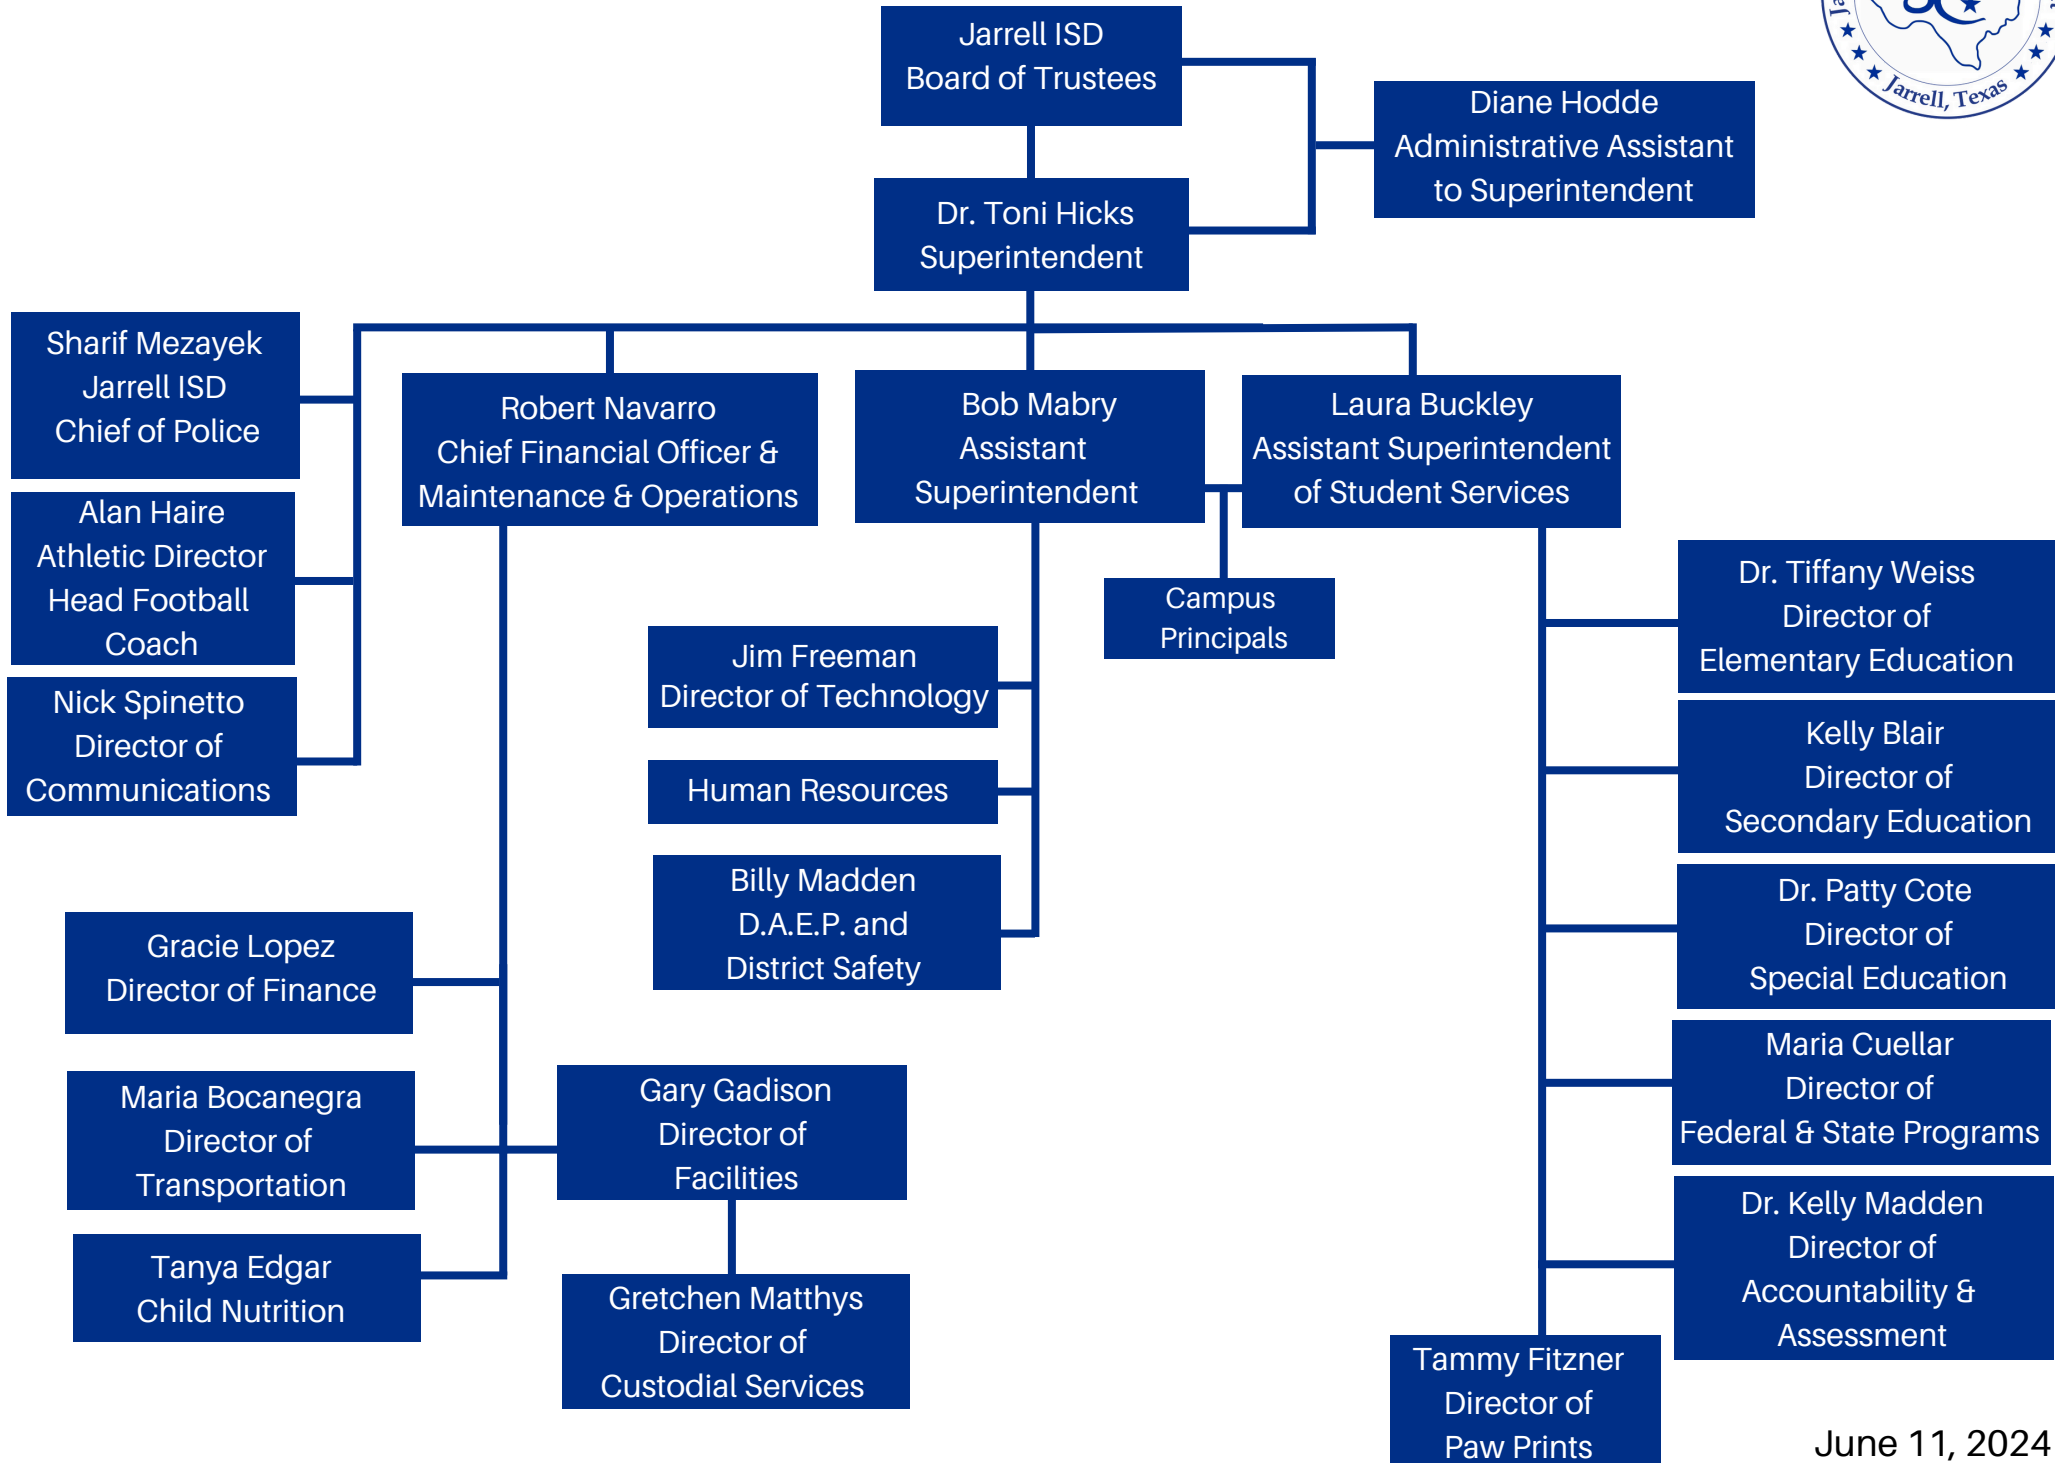 Jarrell ISD
Board of Trustees
Jarrell, Texas
Diane Hodde
Administrative Assistant
to Superintendent
Dr. Toni Hicks
Superintendent
Sharif Mezayek
Jarrell ISD
Chief of Police
Alan Haire
Athletic Director
Head Football
Coach
Nick Spinetto
Director of
Communications
Robert Navarro
Chief Financial Officer &
Maintenance & Operations
Bob Mabry
Assistant
Superintendent
Laura Buckley
Assistant Superintendent
of Student Services
Campus
Principals
Jim Freeman
Director of Technology
Human Resources
Billy Madden
D.A.E.P. and
District Safety
Dr. Tiffany Weiss
Director of
Elementary Education
Kelly Blair
Director of
Secondary Education
Dr. Patty Cote
Director of
Special Education
Maria Cuellar
Director of
Federal & State Programs
Dr. Kelly Madden
Director of
Accountability &
Assessment
Tammy Fitzner
Director of
Paw Prints
Gracie Lopez
Director of Finance
Maria Bocanegra
Director of
Transportation
Tanya Edgar
Child Nutrition
Gary Gadison
Director of
Facilities
Gretchen Matthys
Director of
Custodial Services
June 11, 2024